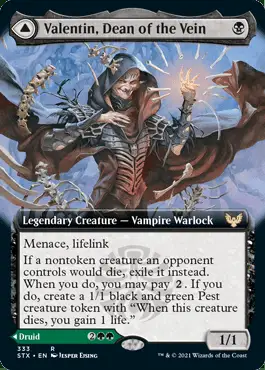 Valentin, Dean of the Vein
Legendary Creature — Vampire Warlock
Menace, lifelink
If a nontoken creature an opponent
controls would die, exile it instead.
When you do, you may pay 2. If you
do, create a 1/1 black and green Pest
creature token with “When this creature
dies, you gain 1 life.”
Druid 2
1/1
333 R
STX • EN Jesper Ejsing
™ & © 2021 Wizards of the Coast